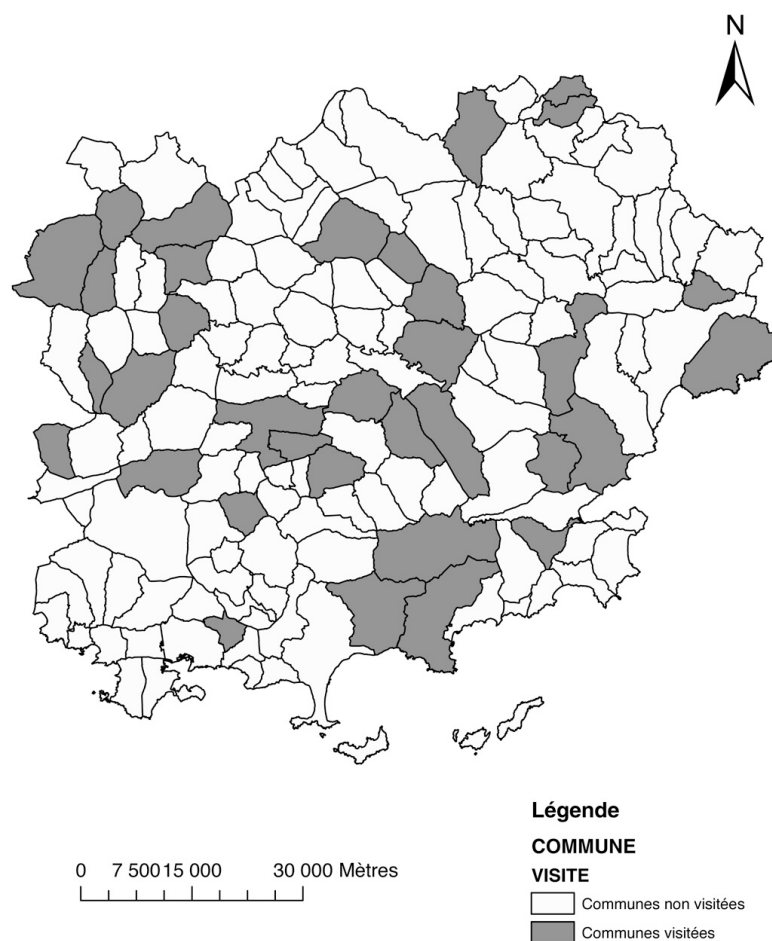 N
0 7 500 15 000 30 000 Mètres
Légende
COMMUNE
VISITE
Communes non visitées
Communes visitées